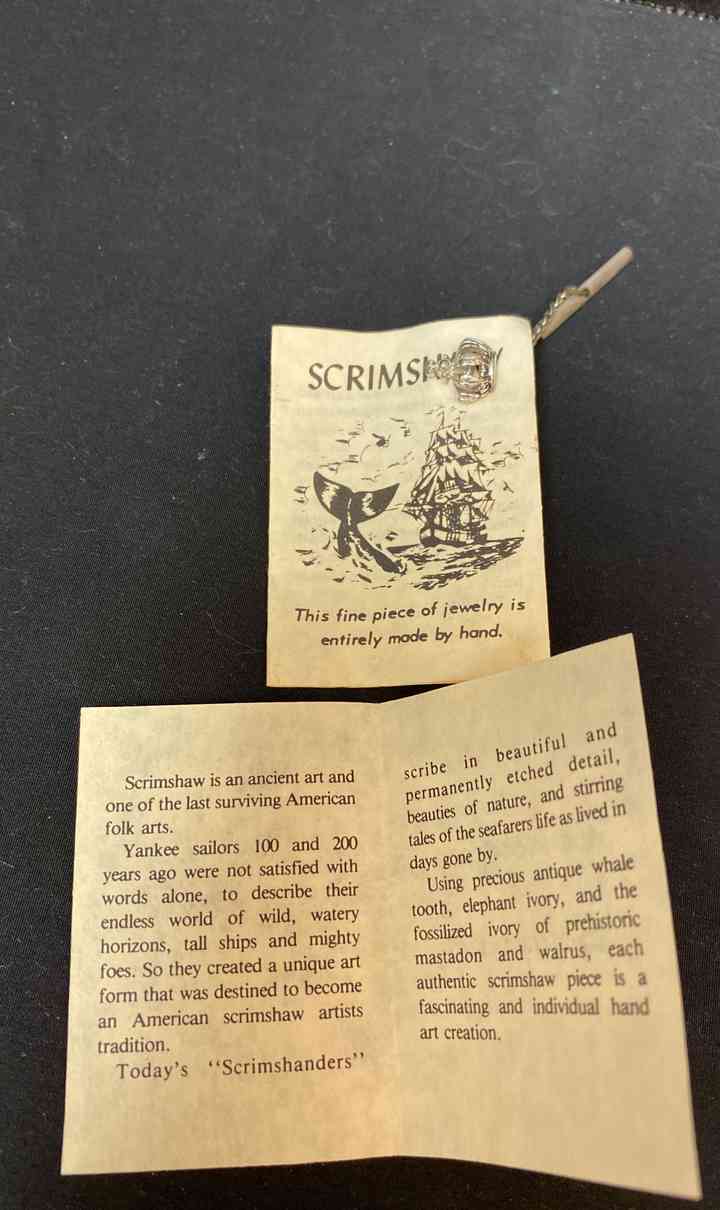 SCRIMSHAW
This fine piece of jewelry is
entirely made by hand.
Scrimshaw is an ancient art and
one of the last surviving American
folk arts.
Yankee sailors 100 and 200
years ago were not satisfied with
words alone, to describe their
endless world of wild, watery
horizons, tall ships and mighty
foes. So they created a unique art
form that was destined to become
an American scrimshaw artists
tradition.
Today's "Scrimshanders"
scribe in beautiful and
permanently etched detail,
beauties of nature, and stirring
tales of the seafarers life as lived in
days gone by.
Using precious antique whale
tooth, elephant ivory, and the
fossilized ivory of prehistoric
mastadon and walrus, each
authentic scrimshaw piece is a
fascinating and individual hand
art creation.